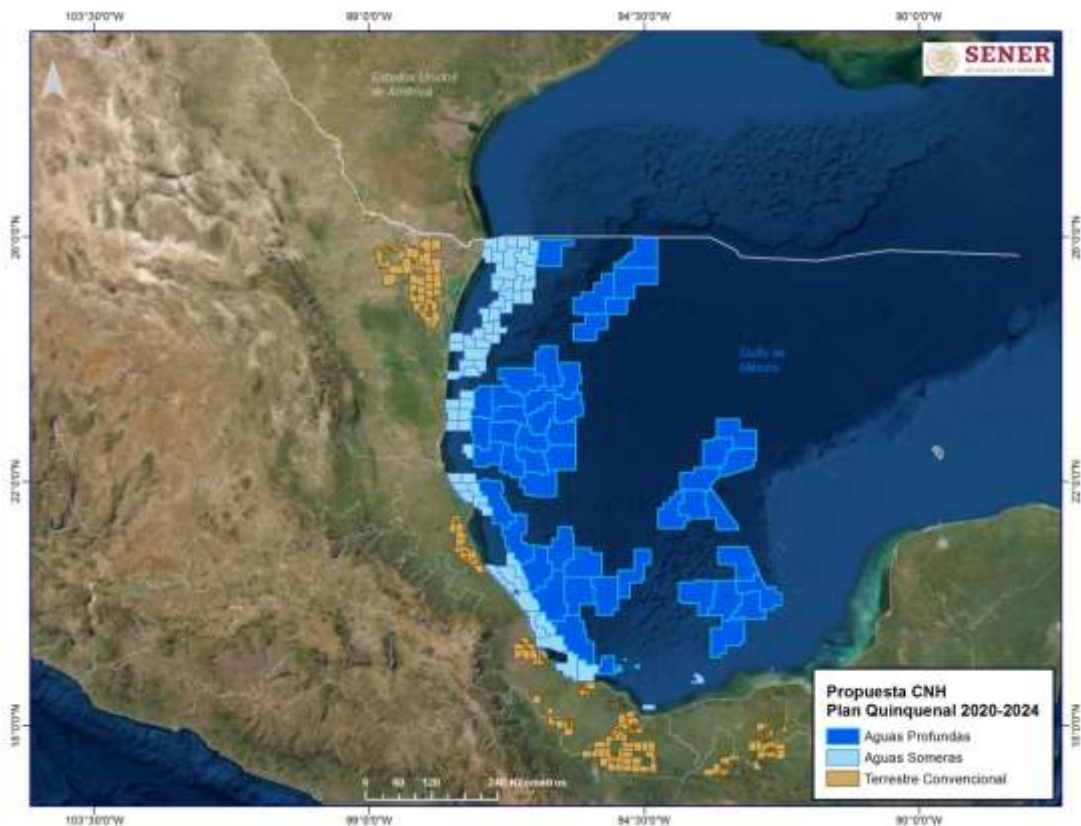 103°30'0"W 99°0'0"W 94°30'0"W 90°0'0"W
SENER
Estados Unidos
de América
26°0'0"N
26°0'0"N
Golfo de
México
22°0'0"N
22°0'0"N
Propuesta CNH
Plan Quinquenal 2020-2024
Aguas Profundas
Aguas Someras
Terrestre Convencional
18°0'0"N
18°0'0"N
0 60 120 240 Kilómetros
103°30'0"W 99°0'0"W 94°30'0"W 90°0'0"W